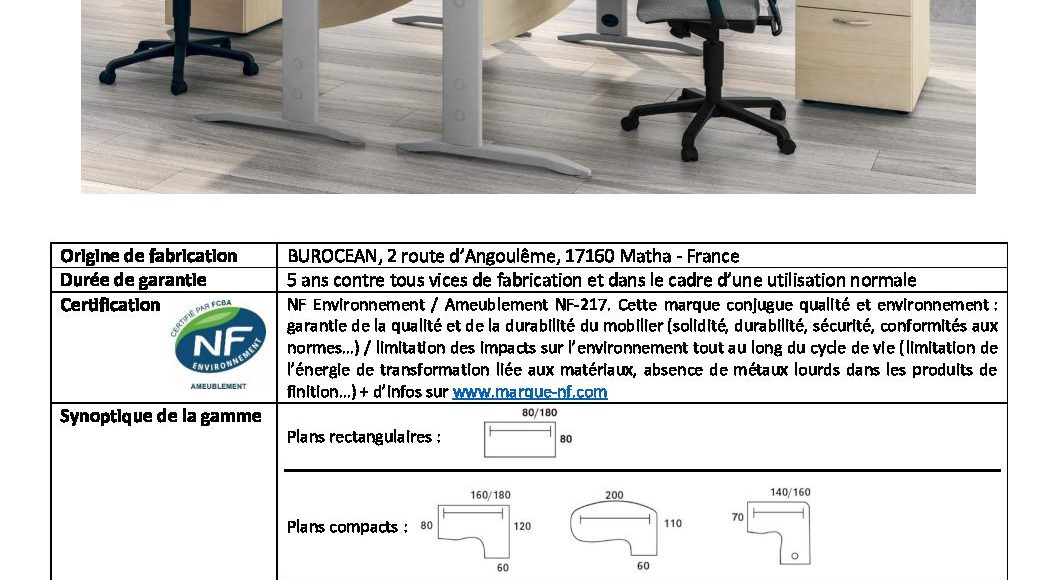 Origine de fabrication
BUROCEAN, 2 route d'Angoulême, 17160 Matha - France
Durée de garantie
5 ans contre tous vices de fabrication et dans le cadre d'une utilisation normale
Certification
CERTIFIÉ PAR FCBA
NF
ENVIRONNEMENT
AMEUBLEMENT
NF Environnement / Ameublement NF-217. Cette marque conjugue qualité et environnement :
garantie de la qualité et de la durabilité du mobilier (solidité, durabilité, sécurité, conformités aux
normes...) / limitation des impacts sur l'environnement tout au long du cycle de vie (limitation de
l'énergie de transformation liée aux matériaux, absence de métaux lourds dans les produits de
finition...) + d'infos sur www.marque-nf.com
Synoptique de la gamme
80/180
Plans rectangulaires :
80
160/180
200
140/160
Plans compacts :
80
120
110
70
60
60